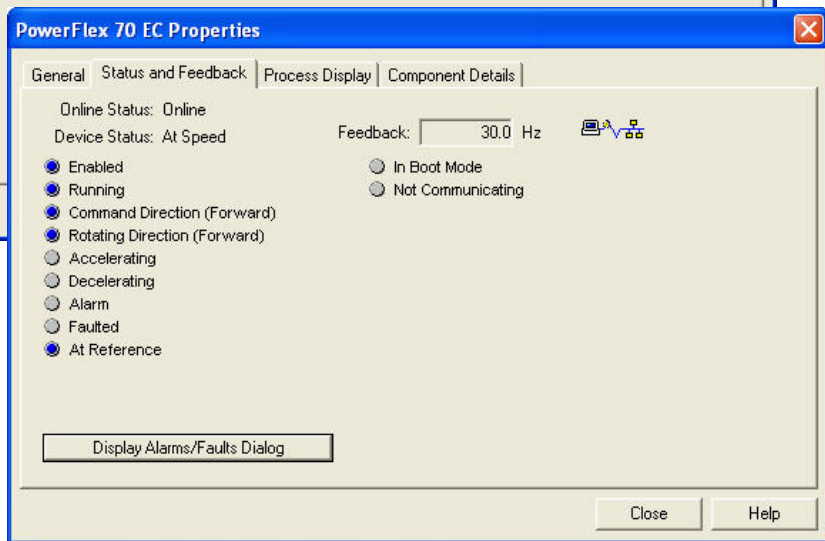 PowerFlex 70 EC Properties
General Status and Feedback Process Display Component Details
Online Status: Online
Device Status: At Speed
Feedback: 30.0 Hz
Enabled
Running
Command Direction (Forward)
Rotating Direction (Forward)
Accelerating
Decelerating
Alarm
Faulted
At Reference
In Boot Mode
Not Communicating
Display Alarms/Faults Dialog
Close Help